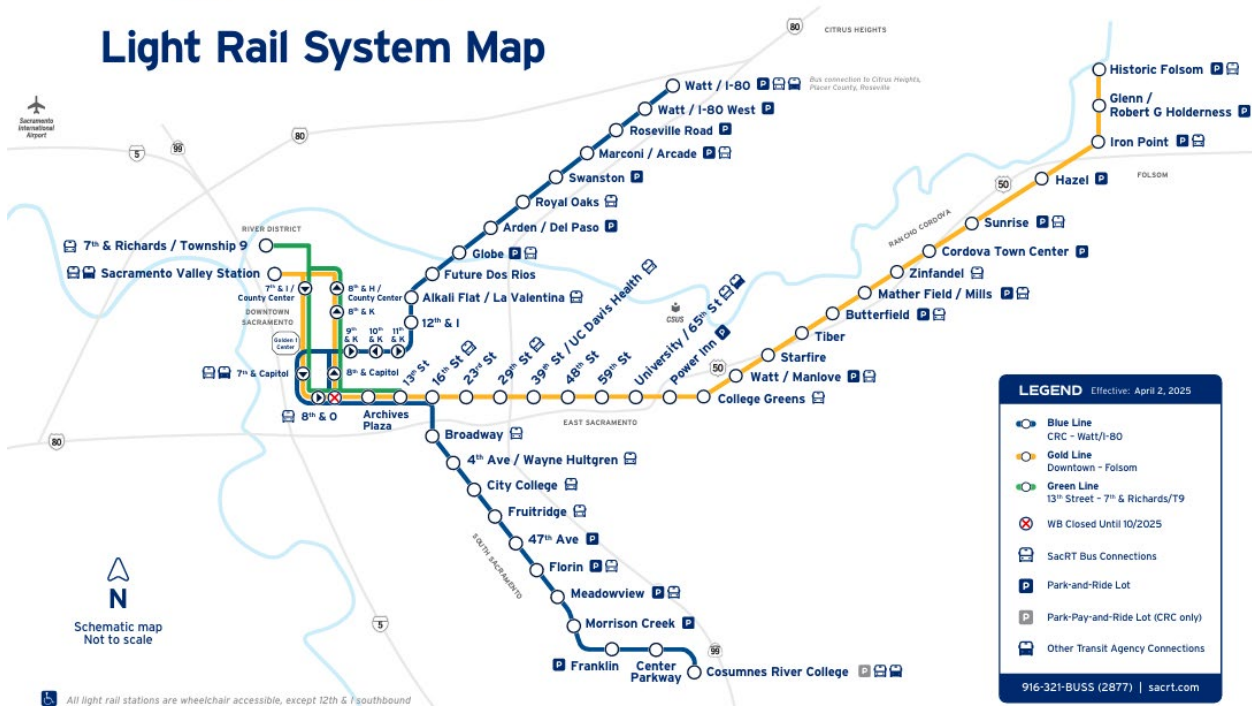 Light Rail System Map
Sacramento
International
Airport
5
99
80
80
CITRUS HEIGHTS
Bus connection to Citrus Heights,
Placer County, Roseville
Watt / I-80 P
Watt / I-80 West P
Roseville Road P
Marconi / Arcade P
Swanston P
Royal Oaks
Arden / Del Paso P
Globe P
Future Dos Rios
Alkali Flat / La Valentina
12th & I
Historic Folsom P
Glenn /
Robert G Holderness P
Iron Point P
FOLSOM
Hazel P
50
Sunrise P
RANCHO CORDOVA
Cordova Town Center P
Zinfandel
Mather Field / Mills P
Butterfield P
Tiber
Starfire
50
Watt / Manlove P
College Greens
RIVER DISTRICT
7th & Richards / Township 9
Sacramento Valley Station
7th & I /
County Center
8th & H /
County Center
DOWNTOWN
SACRAMENTO
8th & K
Golden 1
Center
9th
& K
10th
& K
11th
& K
7th & Capitol
8th & Capitol
8th & O
Archives
Plaza
13th St
16th St
23rd St
29th St
39th St / UC Davis Health
48th St
59th St
University / 65th St
Power Inn P
CSUS
EAST SACRAMENTO
80
Broadway
4th Ave / Wayne Hultgren
City College
Fruitridge
47th Ave P
SOUTH SACRAMENTO
Florin P
Meadowview P
Morrison Creek P
P Franklin
Center
Parkway
99
Cosumnes River College P
5
N
Schematic map
Not to scale
All light rail stations are wheelchair accessible, except 12th & I southbound
LEGEND Effective: April 2, 2025
Blue Line
CRC – Watt/I-80
Gold Line
Downtown – Folsom
Green Line
13th Street – 7th & Richards/T9
WB Closed Until 10/2025
SacRT Bus Connections
P Park-and-Ride Lot
P Park-Pay-and-Ride Lot (CRC only)
Other Transit Agency Connections
916-321-BUSS (2877) | sacrt.com